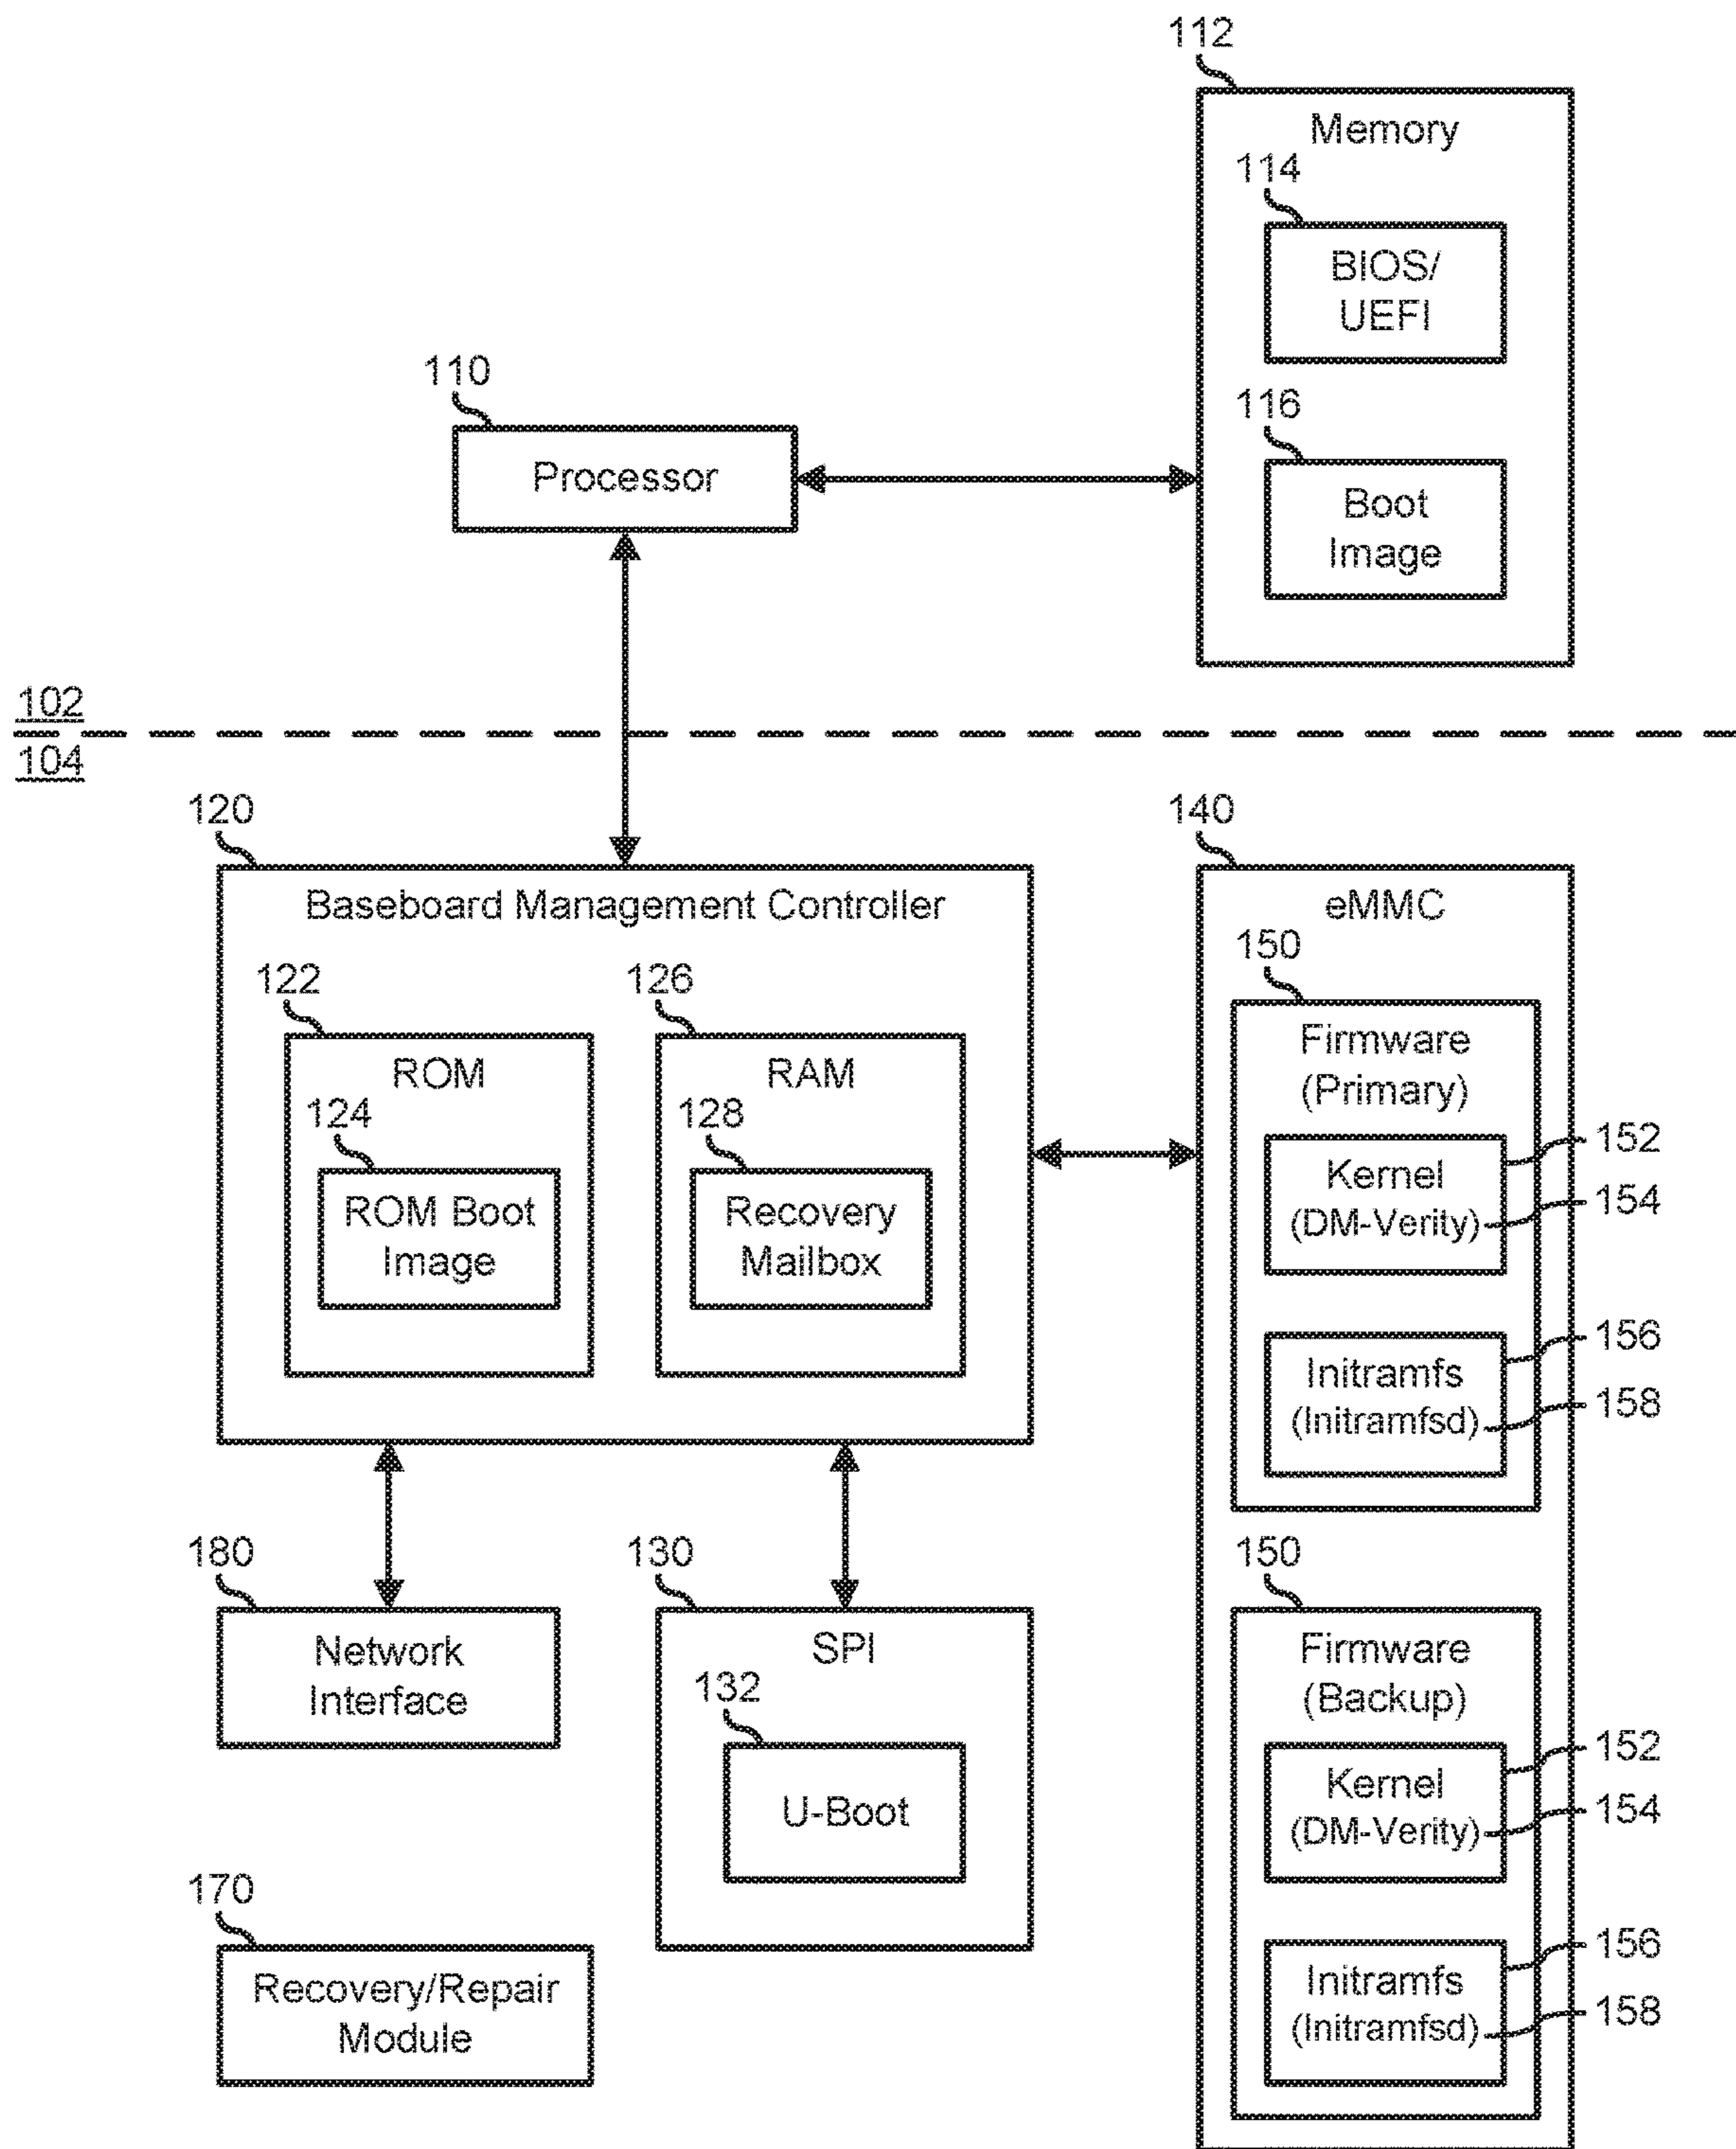 112
Memory
114
BIOS/
UEFI
110
Processor
116
Boot
Image
102
104
120
Baseboard Management Controller
122
ROM
124
ROM Boot
Image
126
RAM
128
Recovery
Mailbox
140
eMMC
150
Firmware
(Primary)
Kernel
152
(DM-Verity)
154
Initramfs
156
(Initramfsd)
158
180
Network
Interface
130
SPI
132
U-Boot
150
Firmware
(Backup)
Kernel
152
(DM-Verity)
154
Initramfs
156
(Initramfsd)
158
170
Recovery/Repair
Module